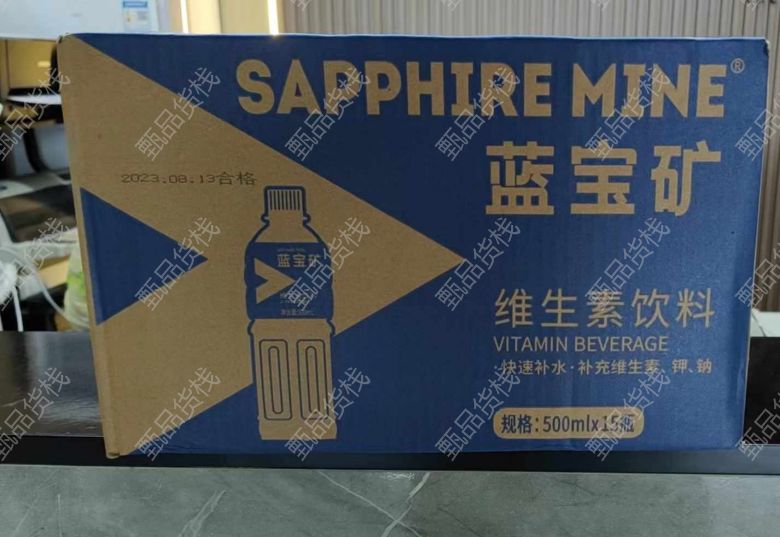 SAPPHIRE MINE®
蓝宝矿
2023.08.13合格
蓝宝矿
维生素饮料
VITAMIN BEVERAGE
快速补水·补充维生素、钾、钠
规格:500mlx15瓶
甄品货栈